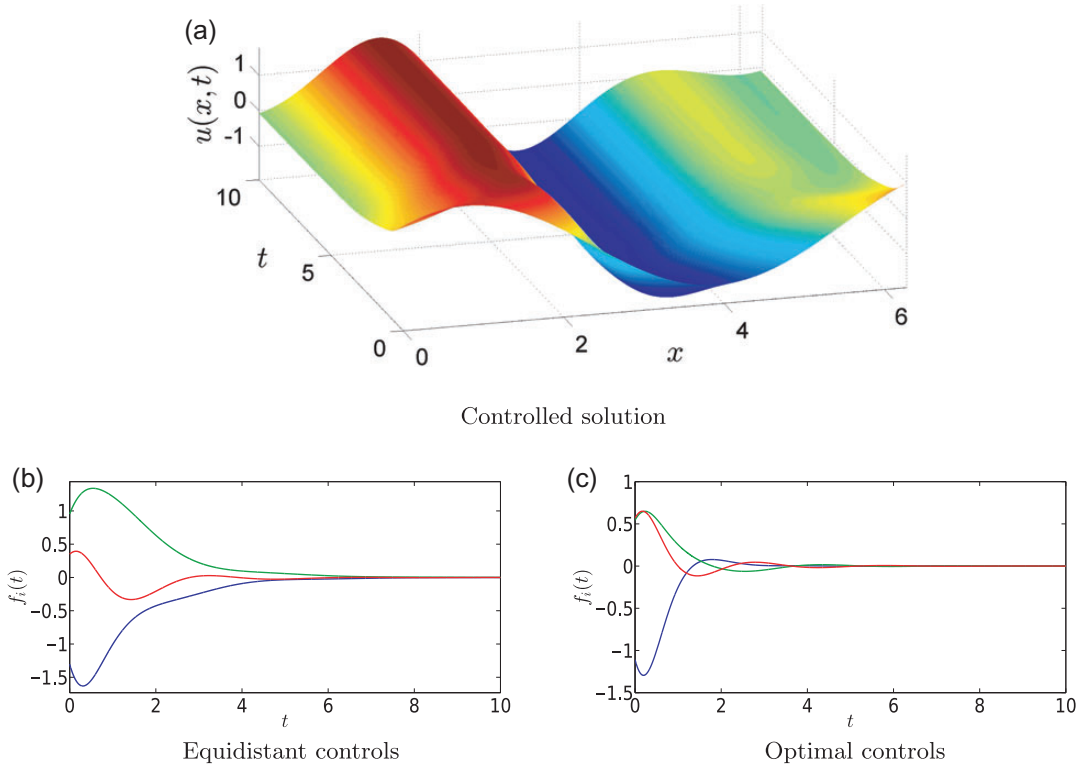 (a)
u(x, t)
1
0
-1
10
5
0
t
0
2
4
6
x
Controlled solution
(b)
1
0.5
0
−0.5
−1
−1.5
f_i(t)
0 2 4 6 8 10
t
Equidistant controls
(c)
1
0.5
0
−0.5
−1
−1.5
f_i(t)
0 2 4 6 8 10
t
Optimal controls